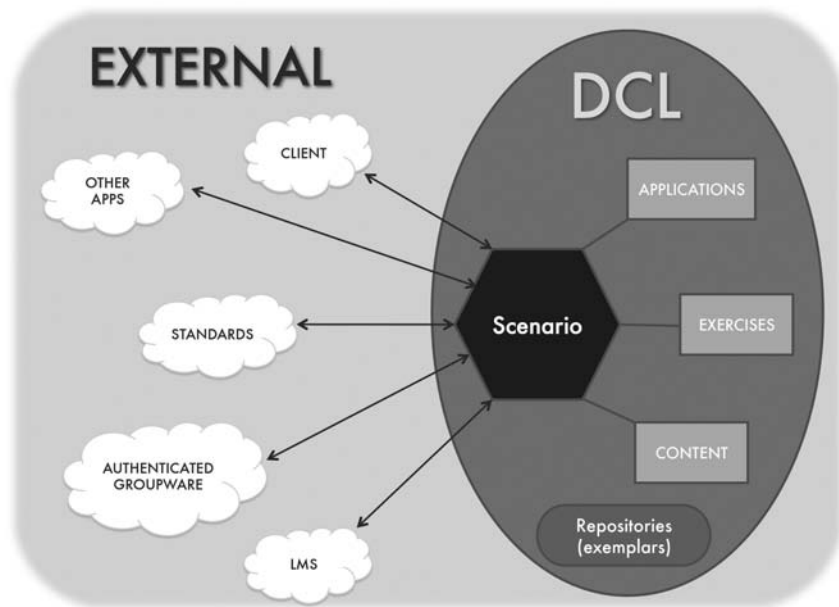 EXTERNAL
DCL
CLIENT
OTHER
APPS
APPLICATIONS
STANDARDS
Scenario
EXERCISES
AUTHENTICATED
GROUPWARE
CONTENT
LMS
Repositories
(exemplars)